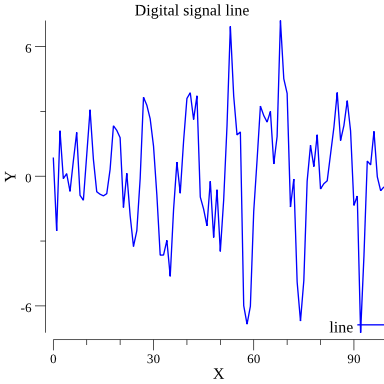 Digital signal line
6
0
-6
Y
line
0 30 60 90
X